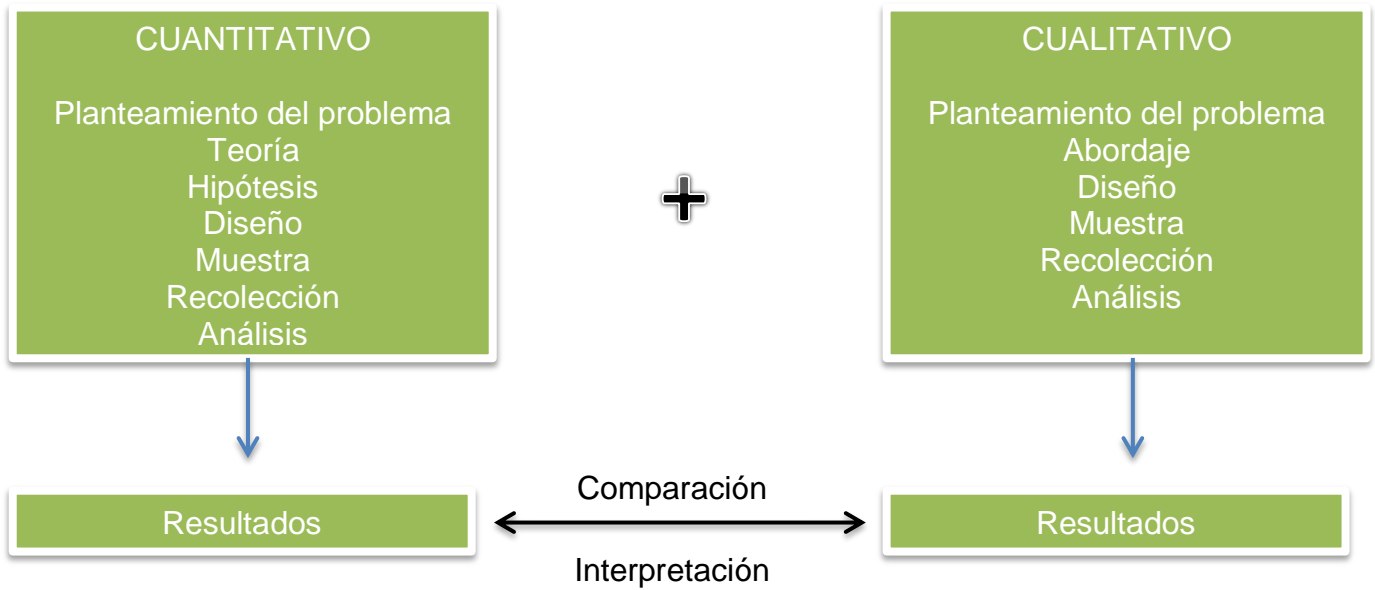 CUANTITATIVO
Planteamiento del problema
Teoría
Hipótesis
Diseño
Muestra
Recolección
Análisis
CUALITATIVO
Planteamiento del problema
Abordaje
Diseño
Muestra
Recolección
Análisis
+
Resultados
Comparación
Interpretación
Resultados